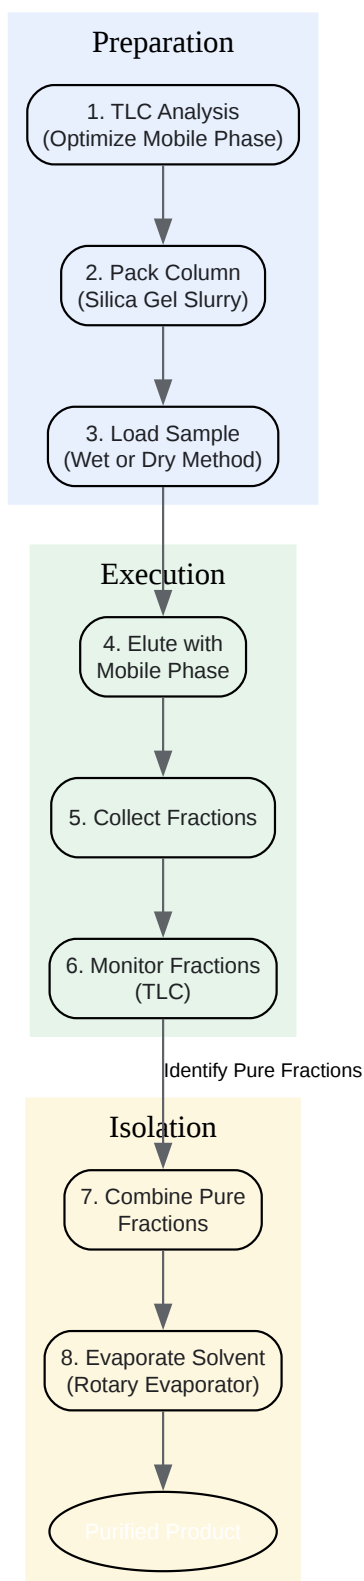 Preparation
1. TLC Analysis
(Optimize Mobile Phase)
2. Pack Column
(Silica Gel Slurry)
3. Load Sample
(Wet or Dry Method)
Execution
4. Elute with
Mobile Phase
5. Collect Fractions
6. Monitor Fractions
(TLC)
Identify Pure Fractions
Isolation
7. Combine Pure
Fractions
8. Evaporate Solvent
(Rotary Evaporator)
Purified Product